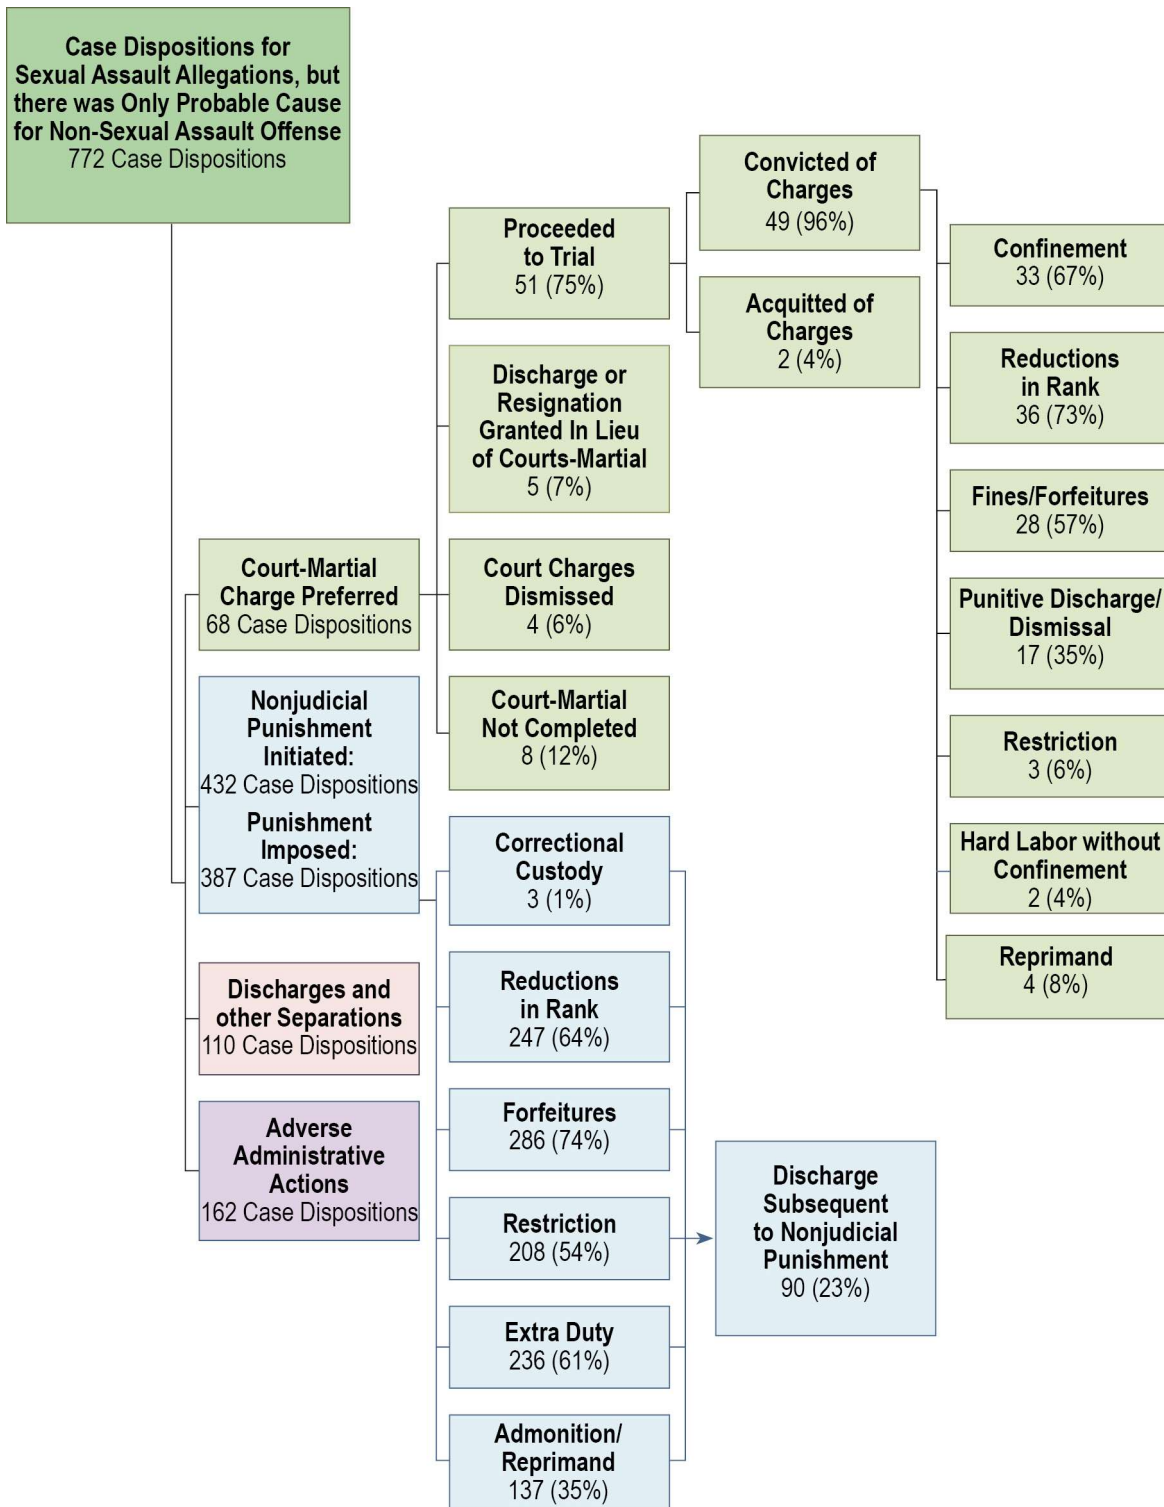 Case Dispositions for
Sexual Assault Allegations, but
there was Only Probable Cause
for Non-Sexual Assault Offense
772 Case Dispositions
Court-Martial
Charge Preferred
68 Case Dispositions
Nonjudicial
Punishment
Initiated:
432 Case Dispositions
Punishment
Imposed:
387 Case Dispositions
Discharges and
other Separations
110 Case Dispositions
Adverse
Administrative
Actions
162 Case Dispositions
Proceeded
to Trial
51 (75%)
Discharge or
Resignation
Granted In Lieu
of Courts-Martial
5 (7%)
Court Charges
Dismissed
4 (6%)
Court-Martial
Not Completed
8 (12%)
Correctional
Custody
3 (1%)
Reductions
in Rank
247 (64%)
Forfeitures
286 (74%)
Restriction
208 (54%)
Extra Duty
236 (61%)
Admonition/
Reprimand
137 (35%)
Convicted of
Charges
49 (96%)
Acquitted of
Charges
2 (4%)
Discharge
Subsequent
to Nonjudicial
Punishment
90 (23%)
Confinement
33 (67%)
Reductions
in Rank
36 (73%)
Fines/Forfeitures
28 (57%)
Punitive Discharge/
Dismissal
17 (35%)
Restriction
3 (6%)
Hard Labor without
Confinement
2 (4%)
Reprimand
4 (8%)